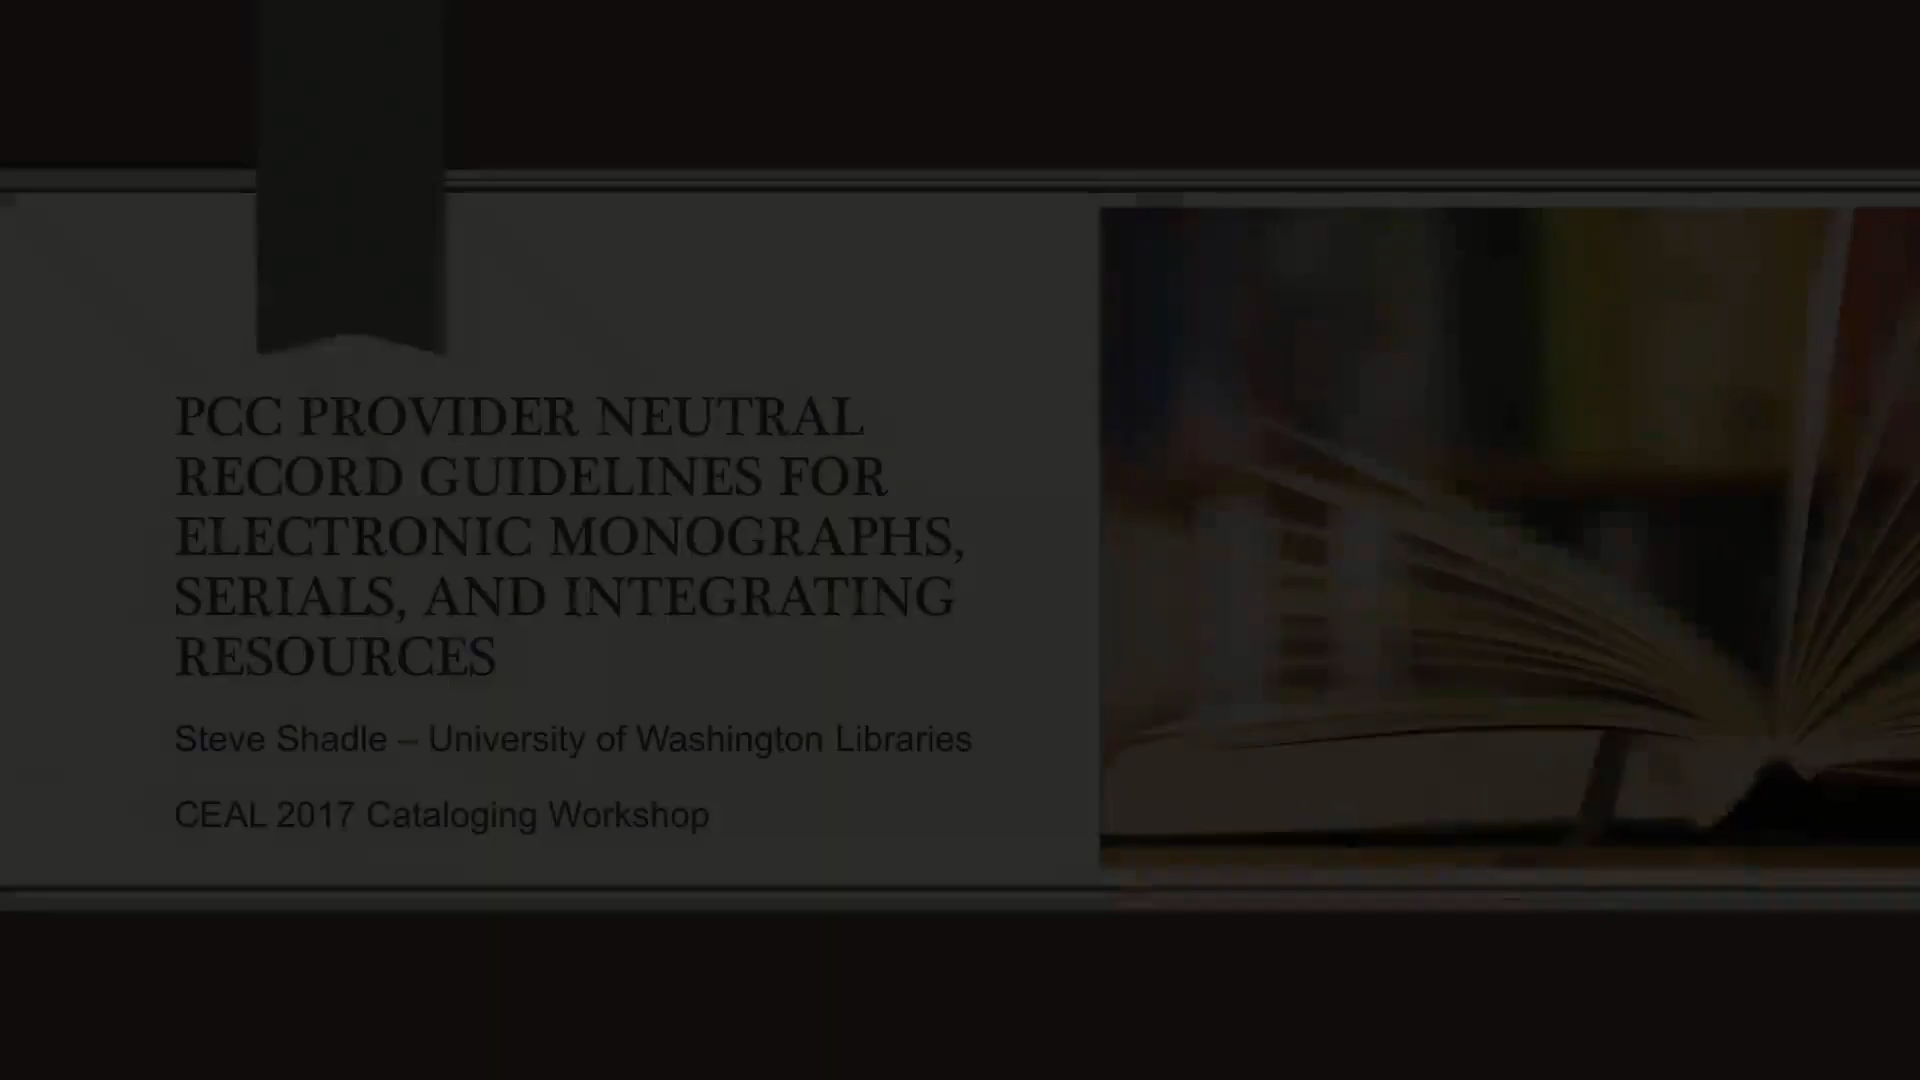 PCC PROVIDER NEUTRAL
RECORD GUIDELINES FOR
ELECTRONIC MONOGRAPHS,
SERIALS, AND INTEGRATING
RESOURCES
Steve Shadle – University of Washington Libraries
CEAL 2017 Cataloging Workshop